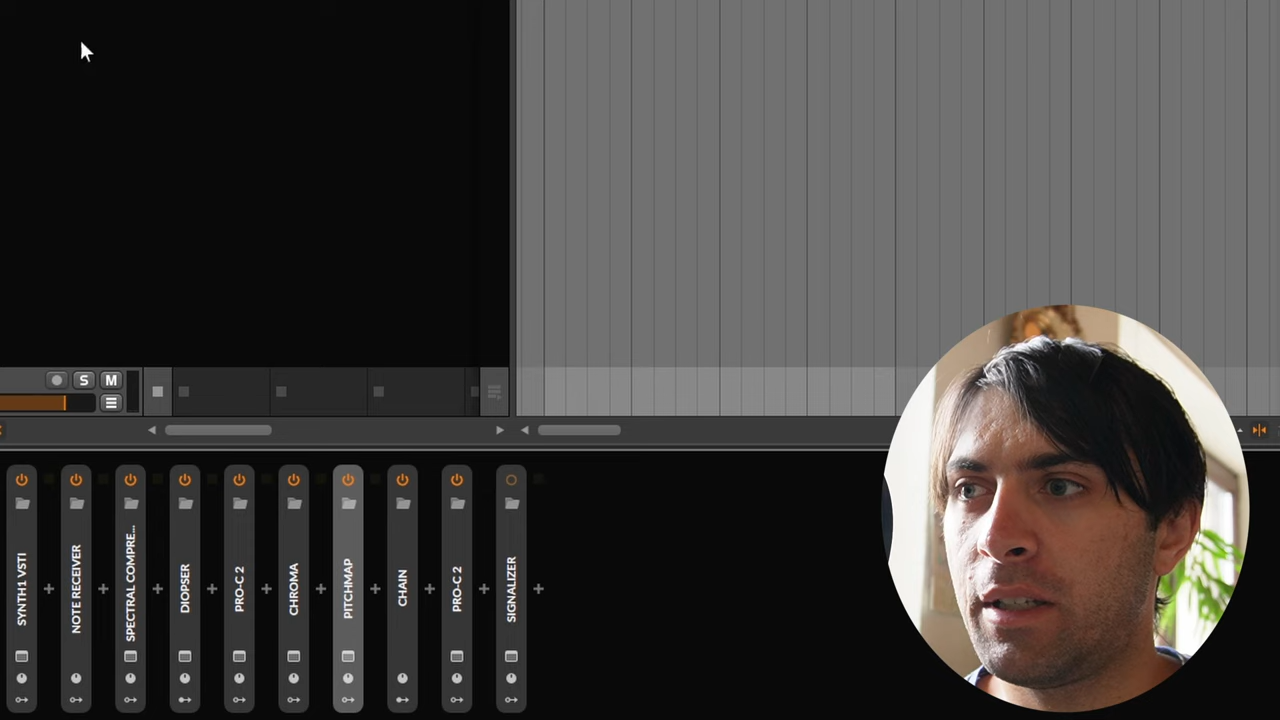 S M
SYNTH1 VSTI
NOTE RECEIVER
SPECTRAL COMPRE...
DIOPSER
PRO-C 2
CHROMA
PITCHMAP
CHAIN
PRO-C 2
SIGNALIZER